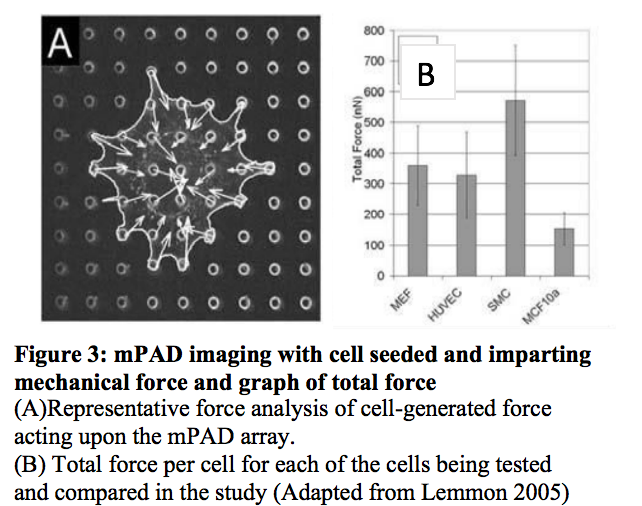 A
B
800
700
600
500
400
300
200
100
0
Total Force (nN)
MEF
HUVEC
SMC
MCF10a
Figure 3: mPAD imaging with cell seeded and imparting
mechanical force and graph of total force
(A)Representative force analysis of cell-generated force
acting upon the mPAD array.
(B) Total force per cell for each of the cells being tested
and compared in the study (Adapted from Lemmon 2005)